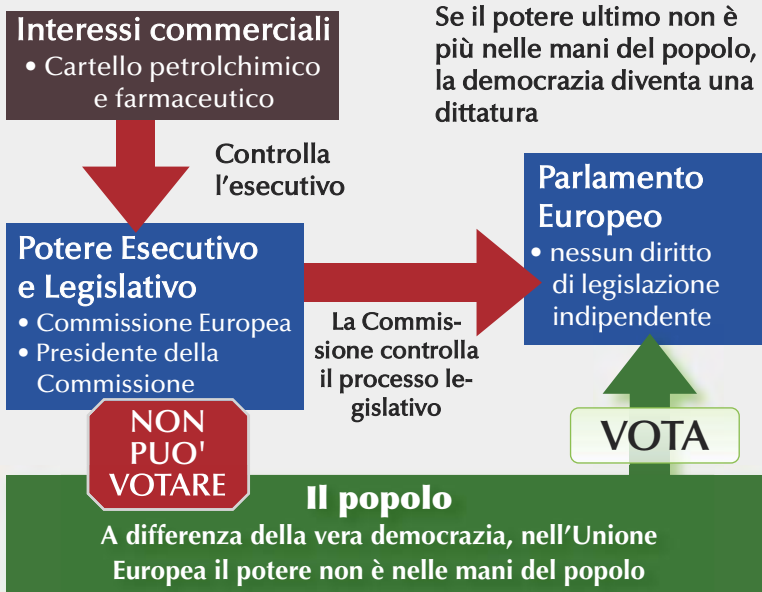 Interessi commerciali
• Cartello petrolchimico
e farmaceutico
Se il potere ultimo non è
più nelle mani del popolo,
la democrazia diventa una
dittatura
Controlla
l'esecutivo
Parlamento
Europeo
• nessun diritto
di legislazione
indipendente
Potere Esecutivo
e Legislativo
• Commissione Europea
• Presidente della
Commissione
La Commis-
sione controlla
il processo le-
gislativo
NON
PUO'
VOTARE
VOTA
Il popolo
A differenza della vera democrazia, nell'Unione
Europea il potere non è nelle mani del popolo